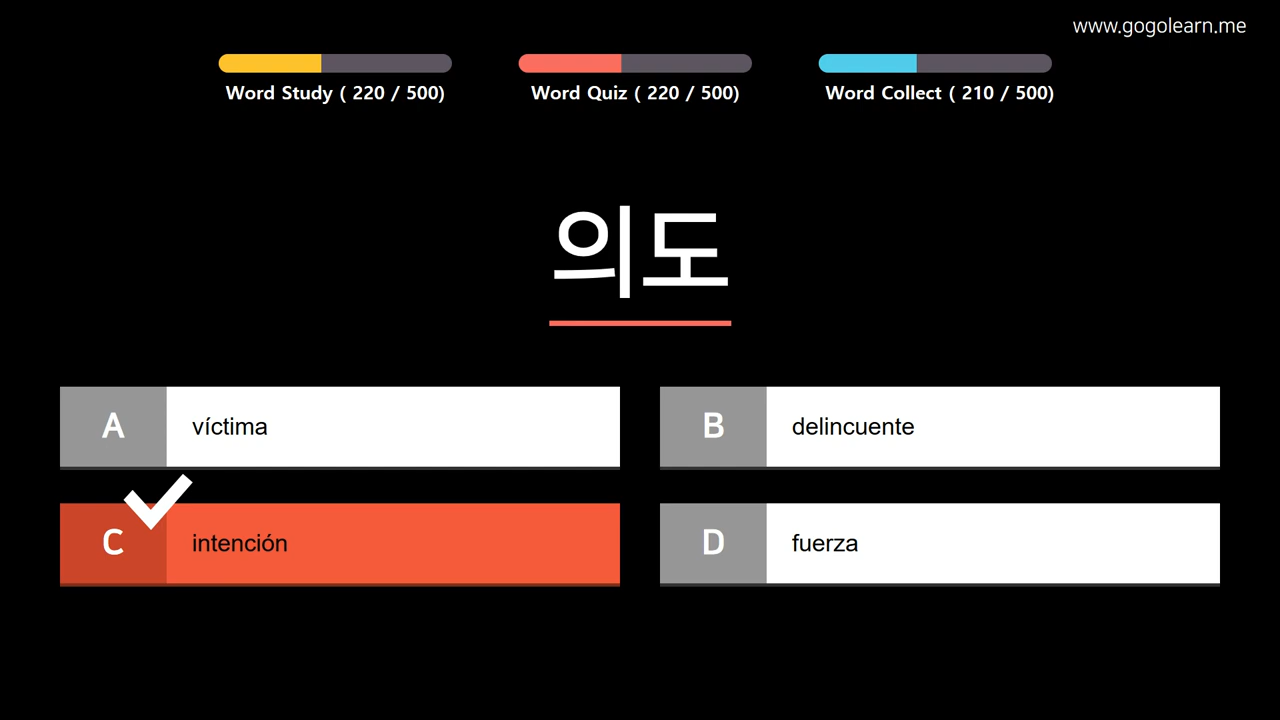 www.gogolearn.me
Word Study ( 220 / 500)
Word Quiz ( 220 / 500)
Word Collect ( 210 / 500)
의도
A
víctima
B
delincuente
C
intención
D
fuerza